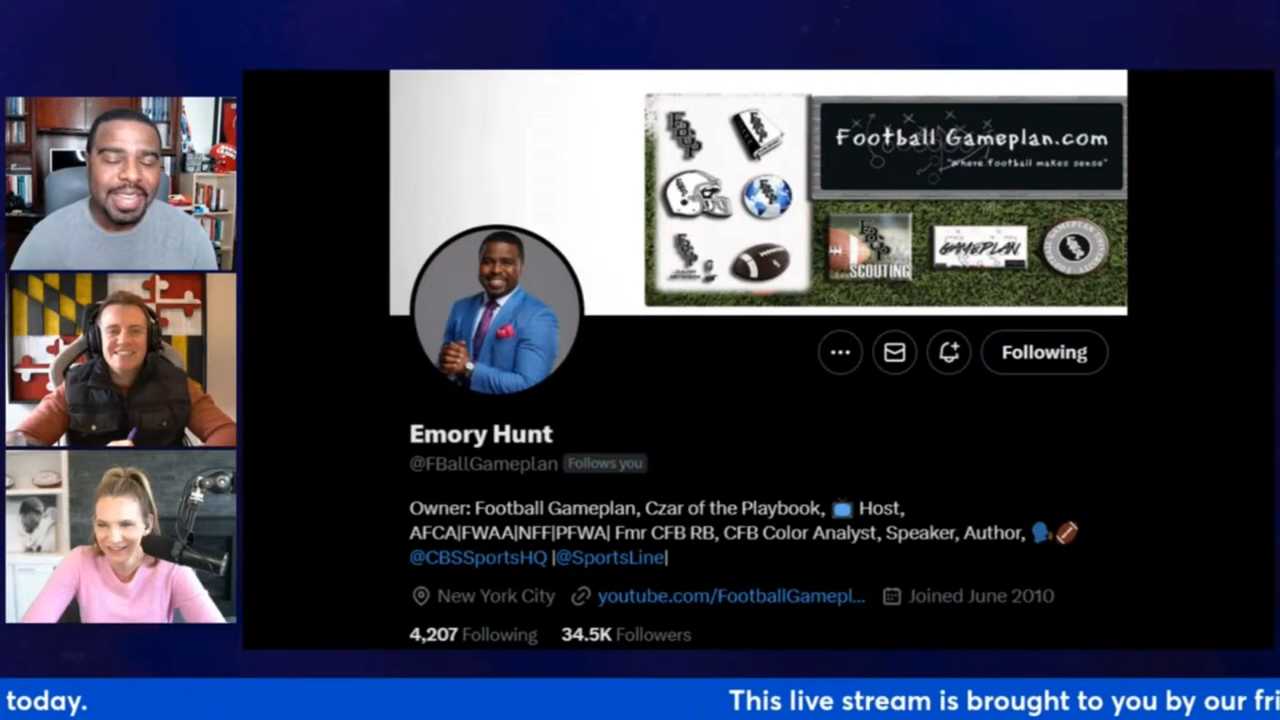 Football Gameplan.com
"Where football makes sense"
FBGP
SCOUTING
GAMEPLAN
Following
Emory Hunt
@FBallGameplan Follows you
Owner: Football Gameplan, Czar of the Playbook, 📺 Host,
AFCA|FWAA|NFF|PFWA| Fmr CFB RB, CFB Color Analyst, Speaker, Author, 🗣️🏈
@CBSSportsHQ |@SportsLine|
New York City youtube.com/FootballGamepl... Joined June 2010
4,207 Following 34.5K Followers
today. This live stream is brought to you by our fri